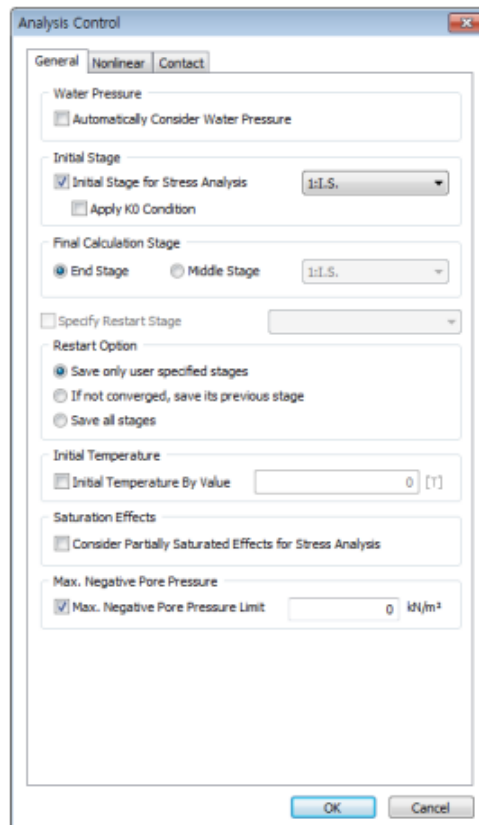 Analysis Control
General Nonlinear Contact
Water Pressure
Automatically Consider Water Pressure
Initial Stage
Initial Stage for Stress Analysis 1:I.S.
Apply K0 Condition
Final Calculation Stage
End Stage Middle Stage 1:I.S.
Specify Restart Stage
Restart Option
Save only user specified stages
If not converged, save its previous stage
Save all stages
Initial Temperature
Initial Temperature By Value 0 [T]
Saturation Effects
Consider Partially Saturated Effects for Stress Analysis
Max. Negative Pore Pressure
Max. Negative Pore Pressure Limit 0 kN/m²
OK Cancel